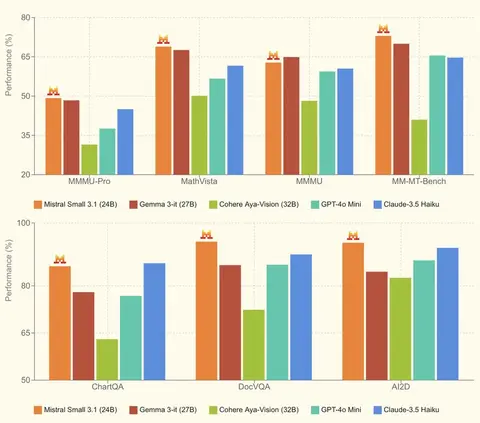 Performance (%)
80
65
50
35
20
MMMU-Pro MathVista MMMU MM-MT-Bench
Mistral Small 3.1 (24B) Gemma 3-it (27B) Cohere Aya-Vision (32B) GPT-4o Mini Claude-3.5 Haiku
Performance (%)
100
80
65
50
ChartQA DocVQA AI2D
Mistral Small 3.1 (24B) Gemma 3-it (27B) Cohere Aya-Vision (32B) GPT-4o Mini Claude-3.5 Haiku